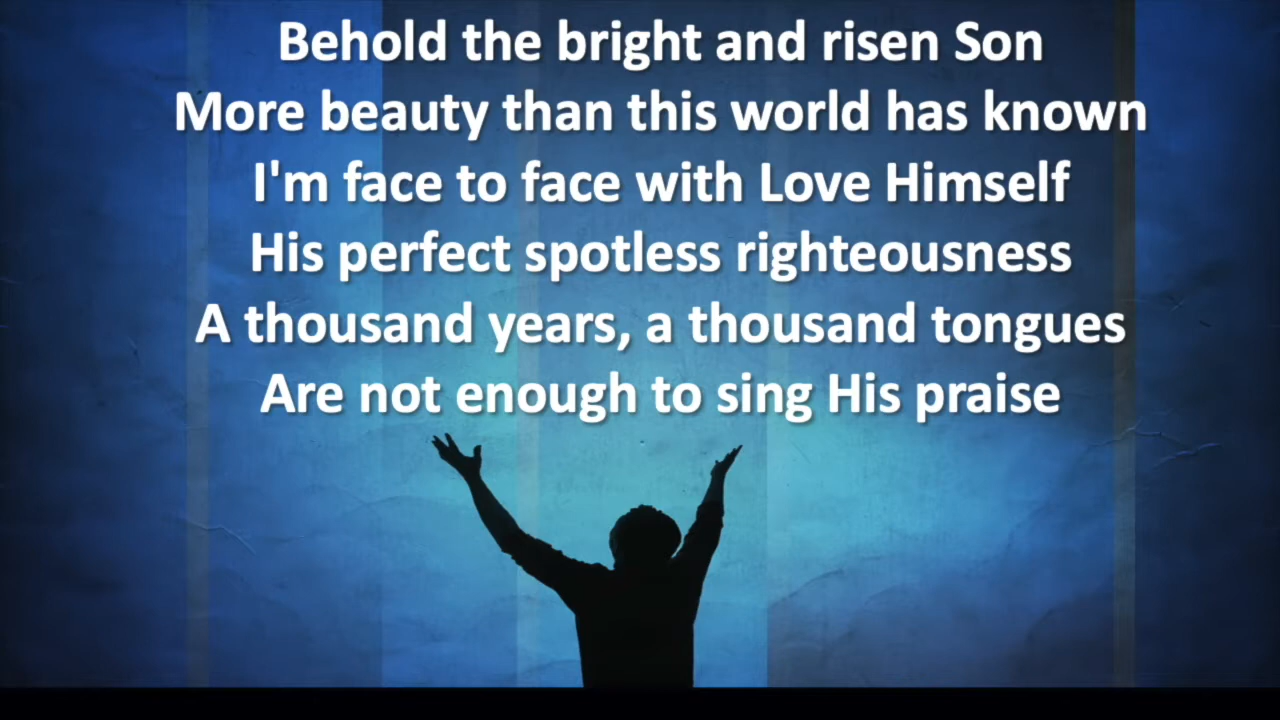 Behold the bright and risen Son
More beauty than this world has known
I'm face to face with Love Himself
His perfect spotless righteousness
A thousand years, a thousand tongues
Are not enough to sing His praise